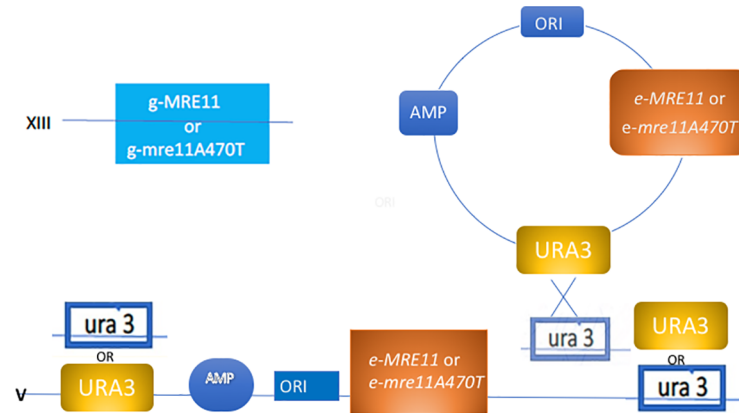 ORI
g-MRE11
or
g-mre11A470T
XIII
AMP
e-MRE11 or
e-mre11A470T
ORI
URA3
ura 3
ura 3
URA3
OR
OR
URA3
AMP
ORI
e-MRE11 or
e-mre11A470T
ura 3
V